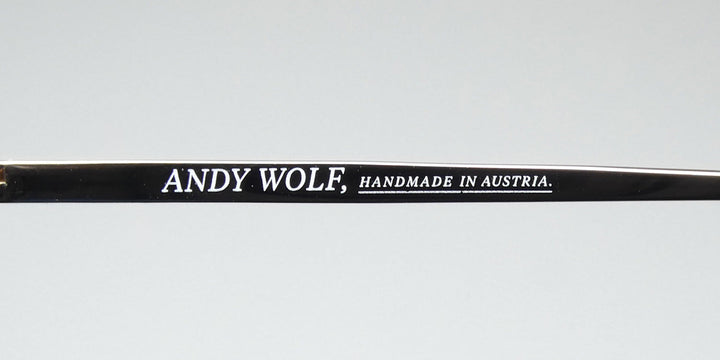 ANDY WOLF, HANDMADE IN AUSTRIA.